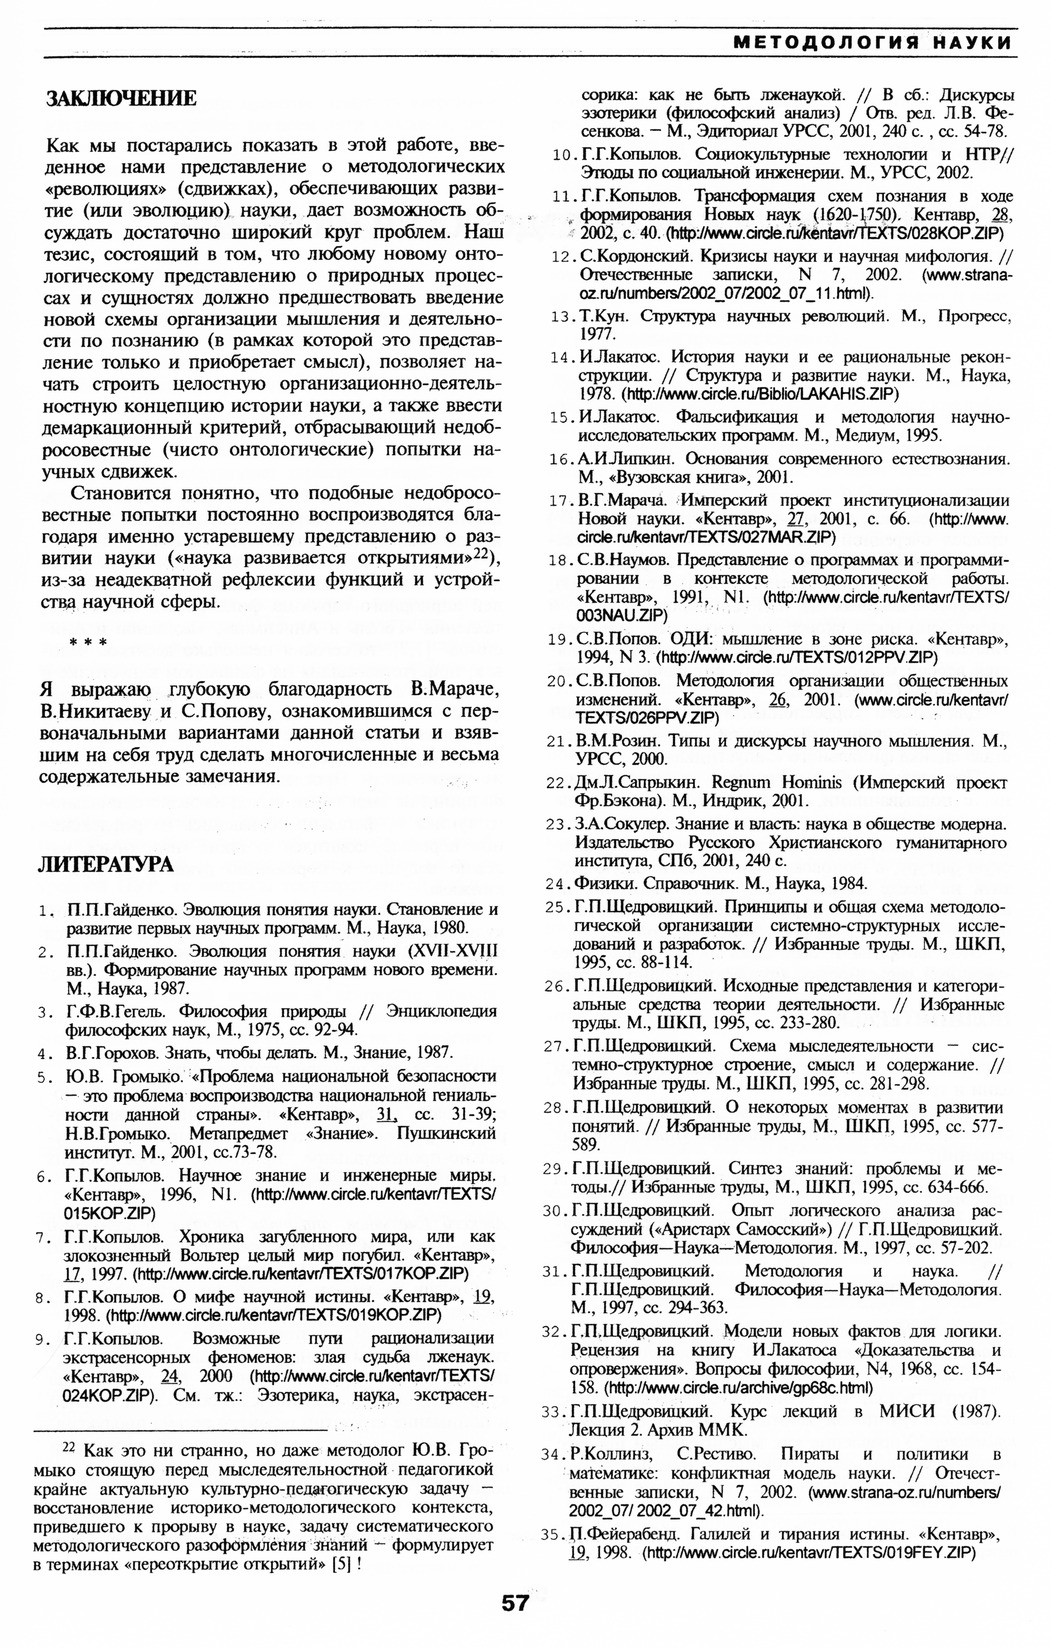 МЕТОДОЛОГИЯ НАУКИ
ЗАКЛЮЧЕНИЕ
Как мы постарались показать в этой работе, вве-
денное нами представление о методологических
«революциях» (сдвижках), обеспечивающих разви-
тие (или эволюцию) науки, дает возможность об-
суждать достаточно широкий круг проблем. Наш
тезис, состоящий в том, что любому новому онто-
логическому представлению о природных процес-
сах и сущностях должно предшествовать введение
новой схемы организации мышления и деятельно-
сти по познанию (в рамках которой это представ-
ление только и приобретает смысл), позволяет на-
чать строить целостную организационно-деятель-
ностную концепцию истории науки, а также ввести
демаркационный критерий, отбрасывающий недоб-
росовестные (чисто онтологические) попытки на-
учных сдвижек.
Становится понятно, что подобные недобросо-
вестные попытки постоянно воспроизводятся бла-
годаря именно устаревшему представлению о раз-
витии науки («наука развивается открытиями»22),
из-за неадекватной рефлексии функций и устрой-
ства научной сферы.
* * *
Я выражаю глубокую благодарность В.Мараче,
В.Никитаеву и С.Попову, ознакомившимся с пер-
воначальными вариантами данной статьи и взяв-
шим на себя труд сделать многочисленные и весьма
содержательные замечания.
ЛИТЕРАТУРА
1. П.П.Гайденко. Эволюция понятия науки. Становление и
развитие первых научных программ. М., Наука, 1980.
2. П.П.Гайденко. Эволюция понятия науки (XVII-XVIII
вв.). Формирование научных программ нового времени.
М., Наука, 1987.
3. Г.Ф.В.Гегель. Философия природы // Энциклопедия
философских наук, М., 1975, сс. 92-94.
4. В.Г.Горохов. Знать, чтобы делать. М., Знание, 1987.
5. Ю.В. Громыко. «Проблема национальной безопасности
— это проблема воспроизводства национальной гениаль-
ности данной страны». «Кентавр», 31, сс. 31-39;
Н.В.Громыко. Метапредмет «Знание». Пушкинский
институт. М., 2001, сс.73-78.
6. Г.Г.Копылов. Научное знание и инженерные миры.
«Кентавр», 1996, N1. (http://www.circle.ru/kentavr/TEXTS/
015KOP.ZIP)
7. Г.Г.Копылов. Хроника загубленного мира, или как
злокозненный Вольтер целый мир погубил. «Кентавр»,
17, 1997. (http://www.circle.ru/kentavr/TEXTS/017KOP.ZIP)
8. Г.Г.Копылов. О мифе научной истины. «Кентавр», 19,
1998. (http://www.circle.ru/kentavr/TEXTS/019KOP.ZIP)
9. Г.Г.Копылов. Возможные пути рационализации
экстрасенсорных феноменов: злая судьба лженаук.
«Кентавр», 24, 2000 (http://www.circle.ru/kentavr/TEXTS/
024KOP.ZIP). См. тж.: Эзотерика, наука, экстрасен-
22 Как это ни странно, но даже методолог Ю.В. Гро-
мыко стоящую перед мыследеятельностной педагогикой
крайне актуальную культурно-педагогическую задачу —
восстановление историко-методологического контекста,
приведшего к прорыву в науке, задачу систематического
методологического разоформления знаний — формулирует
в терминах «переоткрытие открытий» [5] !
сорика: как не быть лженаукой. // В сб.: Дискурсы
эзотерики (философский анализ) / Отв. ред. Л.В. Фе-
сенкова. — М., Эдиториал УРСС, 2001, 240 с. , сс. 54-78.
10. Г.Г.Копылов. Социокультурные технологии и НТР//
Этюды по социальной инженерии. М., УРСС, 2002.
11. Г.Г.Копылов. Трансформация схем познания в ходе
формирования Новых наук (1620-1750). Кентавр, 28,
2002, с. 40. (http://www.circle.ru/kentavr/TEXTS/028KOP.ZIP)
12. С.Кордонский. Кризисы науки и научная мифология. //
Отечественные записки, N 7, 2002. (www.strana-
oz.ru/numbers/2002_07/2002_07_11.html).
13. Т.Кун. Структура научных революций. М., Прогресс,
1977.
14. И.Лакатос. История науки и ее рациональные рекон-
струкции. // Структура и развитие науки. М., Наука,
1978. (http://www.circle.ru/Biblio/LAKAHIS.ZIP)
15. И.Лакатос. Фальсификация и методология научно-
исследовательских программ. М., Медиум, 1995.
16. А.И.Липкин. Основания современного естествознания.
М., «Вузовская книга», 2001.
17. В.Г.Марача. Имперский проект институционализации
Новой науки. «Кентавр», 27, 2001, с. 66. (http://www.
circle.ru/kentavr/TEXTS/027MAR.ZIP)
18. С.В.Наумов. Представление о программах и программи-
ровании в контексте методологической работы.
«Кентавр», 1991, N1. (http://www.circle.ru/kentavr/TEXTS/
003NAU.ZIP)
19. С.В.Попов. ОДИ: мышление в зоне риска. «Кентавр»,
1994, N 3. (http://www.circle.ru/TEXTS/012PPV.ZIP)
20. С.В.Попов. Методология организации общественных
изменений. «Кентавр», 26, 2001. (www.circle.ru/kentavr/
TEXTS/026PPV.ZIP)
21. В.М.Розин. Типы и дискурсы научного мышления. М.,
УРСС, 2000.
22. Дм.Л.Сапрыкин. Regnum Hominis (Имперский проект
Фр.Бэкона). М., Индрик, 2001.
23. З.А.Сокулер. Знание и власть: наука в обществе модерна.
Издательство Русского Христианского гуманитарного
института, СПб, 2001, 240 с.
24. Физики. Справочник. М., Наука, 1984.
25. Г.П.Щедровицкий. Принципы и общая схема методоло-
гической организации системно-структурных иссле-
дований и разработок. // Избранные труды. М., ШКП,
1995, сс. 88-114.
26. Г.П.Щедровицкий. Исходные представления и категори-
альные средства теории деятельности. // Избранные
труды. М., ШКП, 1995, сс. 233-280.
27. Г.П.Щедровицкий. Схема мыследеятельности — сис-
темно-структурное строение, смысл и содержание. //
Избранные труды. М., ШКП, 1995, сс. 281-298.
28. Г.П.Щедровицкий. О некоторых моментах в развитии
понятий. // Избранные труды, М., ШКП, 1995, сс. 577-
589.
29. Г.П.Щедровицкий. Синтез знаний: проблемы и ме-
тоды.// Избранные труды, М., ШКП, 1995, сс. 634-666.
30. Г.П.Щедровицкий. Опыт логического анализа рас-
суждений («Аристарх Самосский») // Г.П.Щедровицкий.
Философия—Наука—Методология. М., 1997, сс. 57-202.
31. Г.П.Щедровицкий. Методология и наука. //
Г.П.Щедровицкий. Философия—Наука—Методология.
М., 1997, сс. 294-363.
32. Г.П.Щедровицкий. Модели новых фактов для логики.
Рецензия на книгу И.Лакатоса «Доказательства и
опровержения». Вопросы философии, N4, 1968, сс. 154-
158. (http://www.circle.ru/archive/gp68c.html)
33. Г.П.Щедровицкий. Курс лекций в МИСИ (1987).
Лекция 2. Архив ММК.
34. Р.Коллинз, С.Рестиво. Пираты и политики в
математике: конфликтная модель науки. // Отечест-
венные записки, N 7, 2002. (www.strana-oz.ru/numbers/
2002_07/ 2002_07_42.html).
35. П.Фейерабенд. Галилей и тирания истины. «Кентавр»,
19, 1998. (http://www.circle.ru/kentavr/TEXTS/019FEY.ZIP)
57